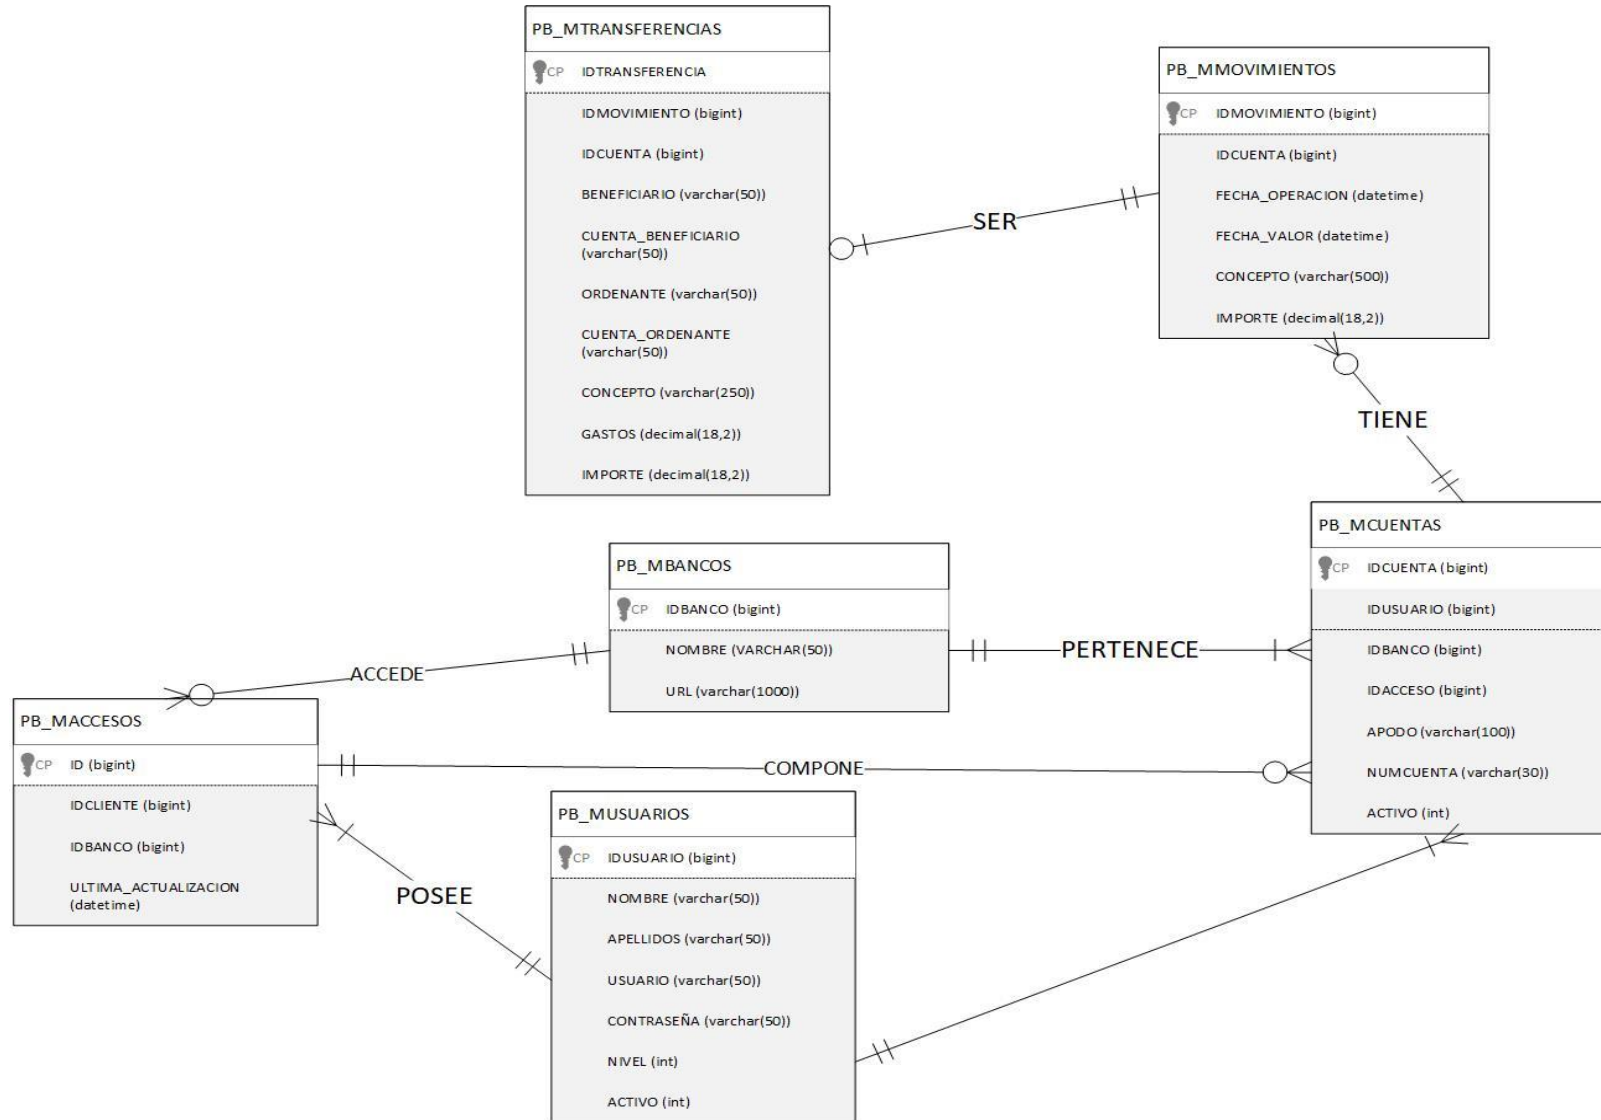 PB_MTRANSFERENCIAS
CP IDTRANSFERENCIA
IDMOVIMIENTO (bigint)
IDCUENTA (bigint)
BENEFICIARIO (varchar(50))
CUENTA_BENEFICIARIO
(varchar(50))
ORDENANTE (varchar(50))
CUENTA_ORDENANTE
(varchar(50))
CONCEPTO (varchar(250))
GASTOS (decimal(18,2))
IMPORTE (decimal(18,2))
PB_MMOVIMIENTOS
CP IDMOVIMIENTO (bigint)
IDCUENTA (bigint)
FECHA_OPERACION (datetime)
FECHA_VALOR (datetime)
CONCEPTO (varchar(500))
IMPORTE (decimal(18,2))
SER
TIENE
PB_MCUENTAS
CP IDCUENTA (bigint)
IDUSUARIO (bigint)
IDBANCO (bigint)
IDACCESO (bigint)
APODO (varchar(100))
NUMCUENTA (varchar(30))
ACTIVO (int)
PB_MBANCOS
CP IDBANCO (bigint)
NOMBRE (VARCHAR(50))
URL (varchar(1000))
PERTENECE
ACCEDE
PB_MACCESOS
CP ID (bigint)
IDCLIENTE (bigint)
IDBANCO (bigint)
ULTIMA_ACTUALIZACION
(datetime)
COMPONE
POSEE
PB_MUSUARIOS
CP IDUSUARIO (bigint)
NOMBRE (varchar(50))
APELLIDOS (varchar(50))
USUARIO (varchar(50))
CONTRASEÑA (varchar(50))
NIVEL (int)
ACTIVO (int)